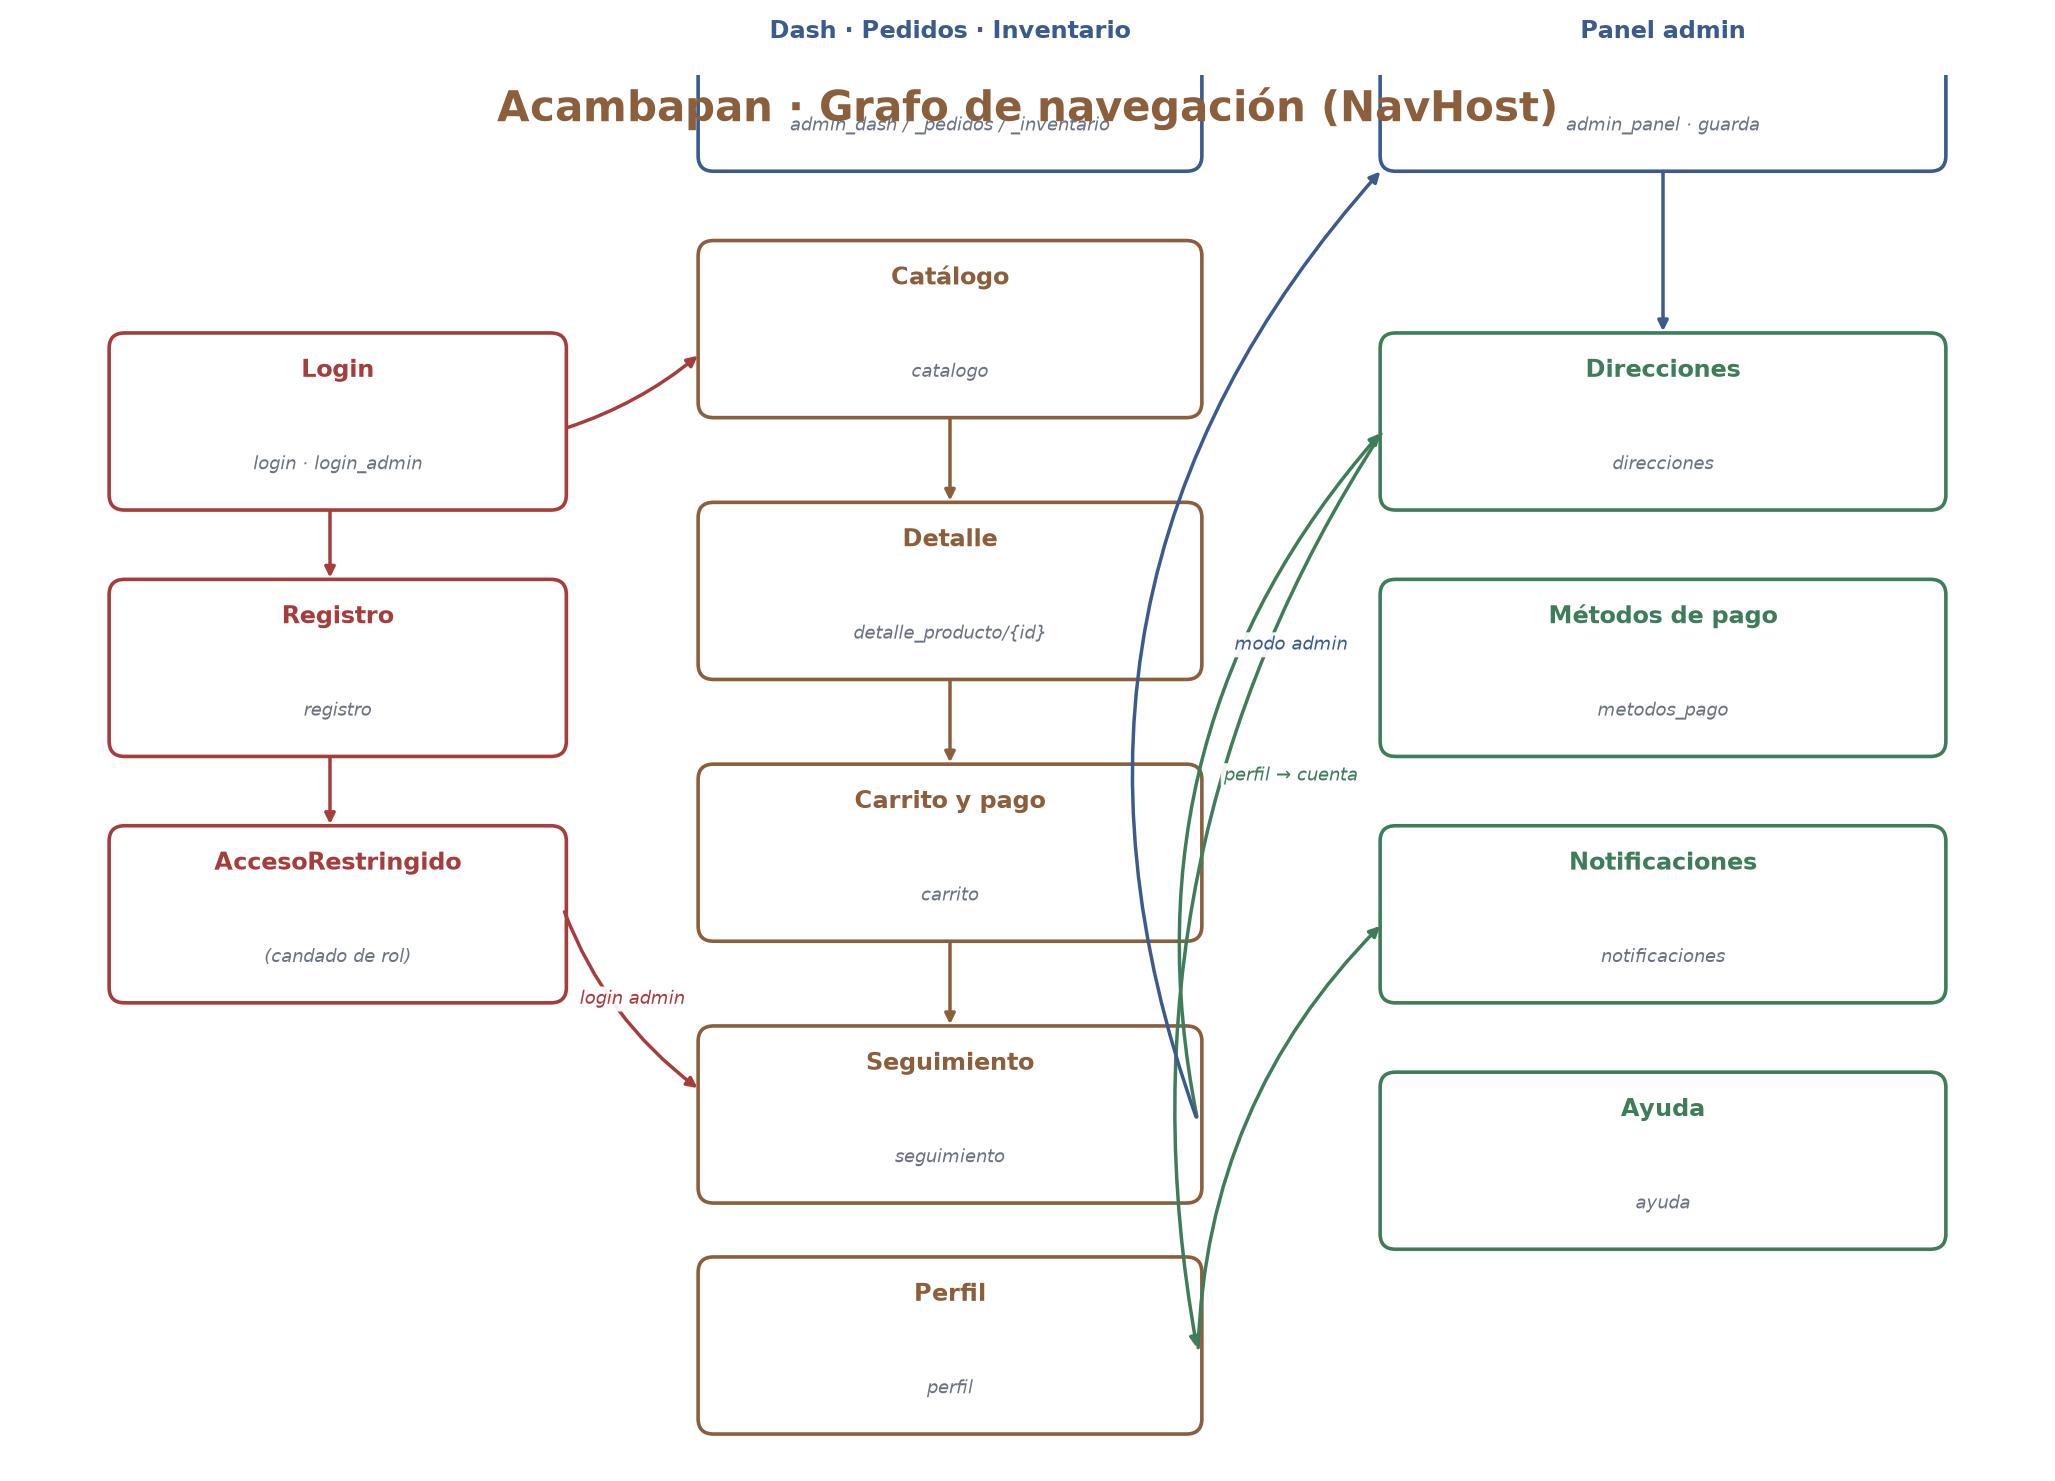 Dash · Pedidos · Inventario
Panel admin
Acambapan · Grafo de navegación (NavHost)
admin_dash / _pedidos / _inventario
admin_panel · guarda
Catálogo
catalogo
Login
login · login_admin
Direcciones
direcciones
Detalle
detalle_producto/{id}
Registro
registro
modo admin
Métodos de pago
metodos_pago
perfil → cuenta
Carrito y pago
carrito
AccesoRestringido
(candado de rol)
login admin
Notificaciones
notificaciones
Seguimiento
seguimiento
Ayuda
ayuda
Perfil
perfil